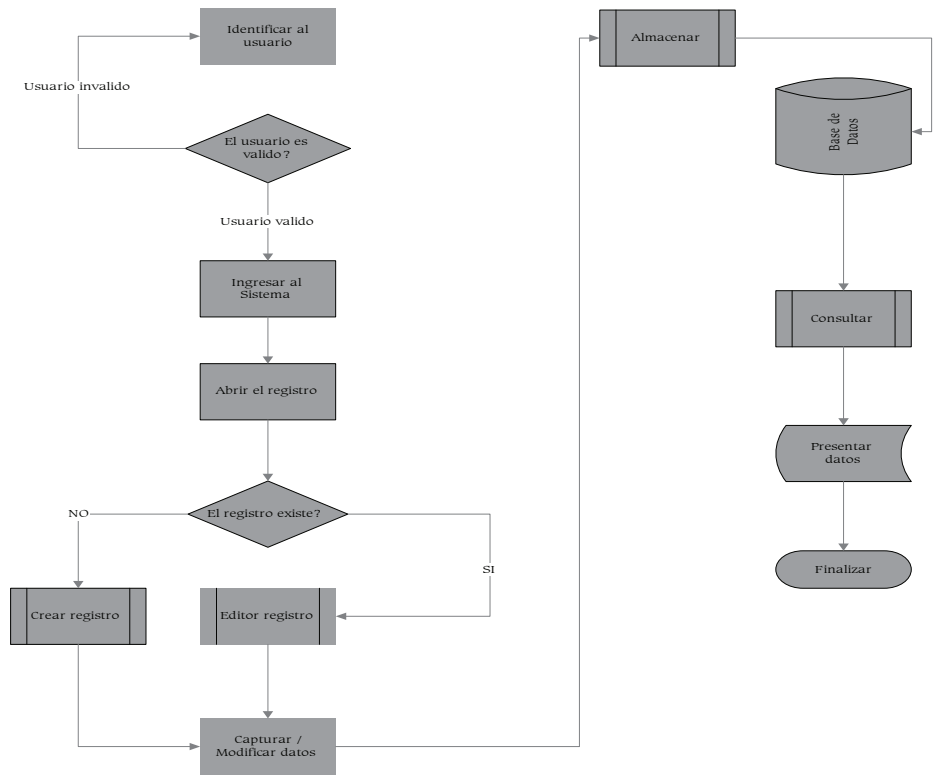 Identificar al
usuario
Usuario invalido
El usuario es
valido?
Usuario valido
Ingresar al
Sistema
Abrir el registro
El registro existe?
NO
SI
Crear registro
Editor registro
Capturar /
Modificar datos
Almacenar
Base de
Datos
Consultar
Presentar
datos
Finalizar